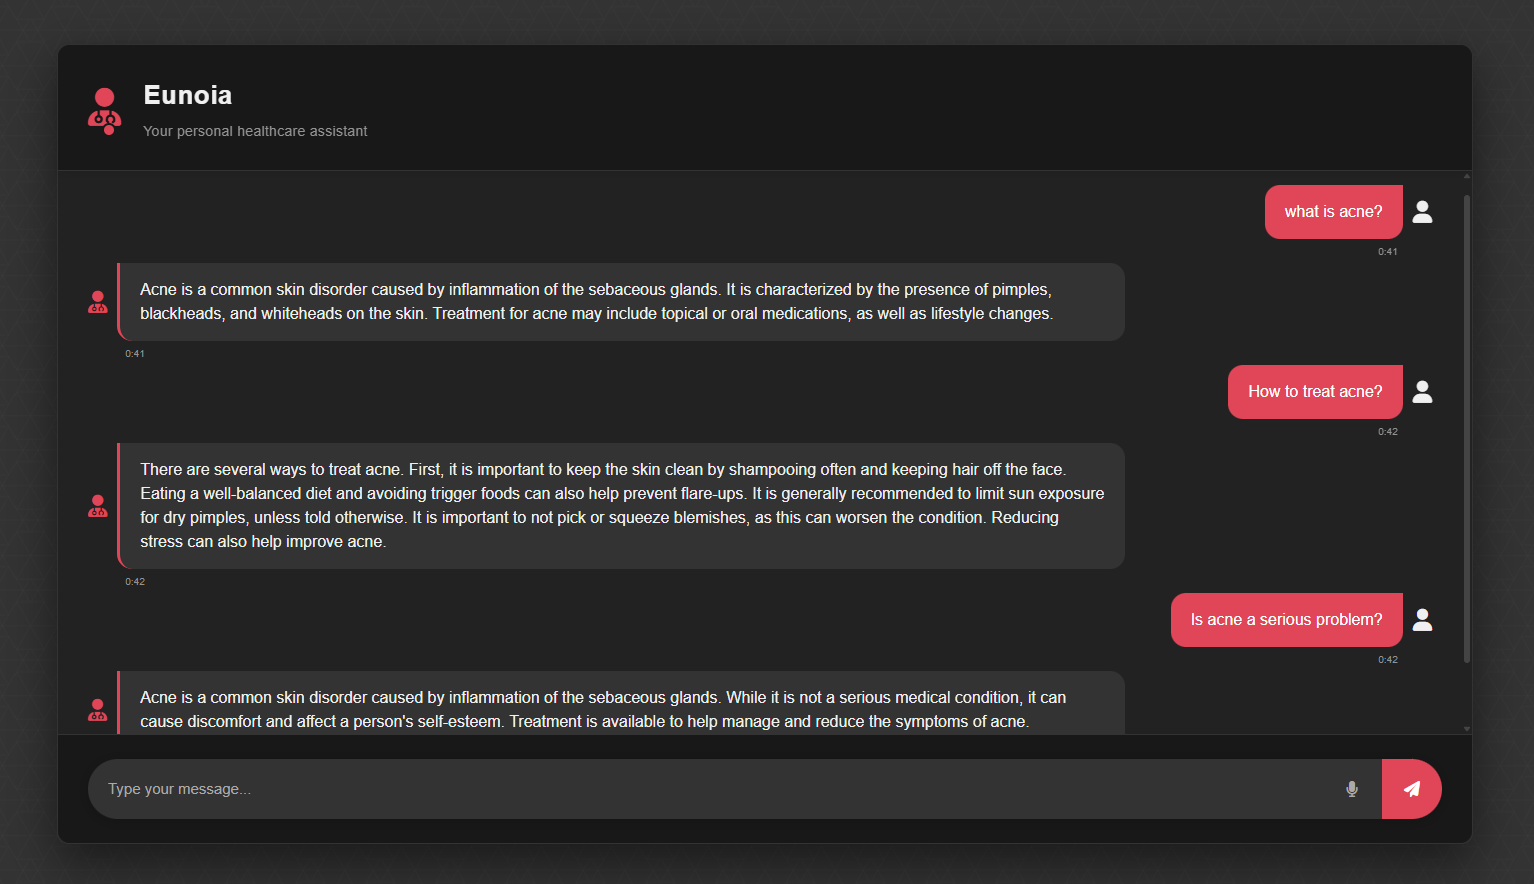 Eunoia
Your personal healthcare assistant
what is acne?
0:41
Acne is a common skin disorder caused by inflammation of the sebaceous glands. It is characterized by the presence of pimples,
blackheads, and whiteheads on the skin. Treatment for acne may include topical or oral medications, as well as lifestyle changes.
0:41
How to treat acne?
0:42
There are several ways to treat acne. First, it is important to keep the skin clean by shampooing often and keeping hair off the face.
Eating a well-balanced diet and avoiding trigger foods can also help prevent flare-ups. It is generally recommended to limit sun exposure
for dry pimples, unless told otherwise. It is important to not pick or squeeze blemishes, as this can worsen the condition. Reducing
stress can also help improve acne.
0:42
Is acne a serious problem?
0:42
Acne is a common skin disorder caused by inflammation of the sebaceous glands. While it is not a serious medical condition, it can
cause discomfort and affect a person's self-esteem. Treatment is available to help manage and reduce the symptoms of acne.
Type your message...